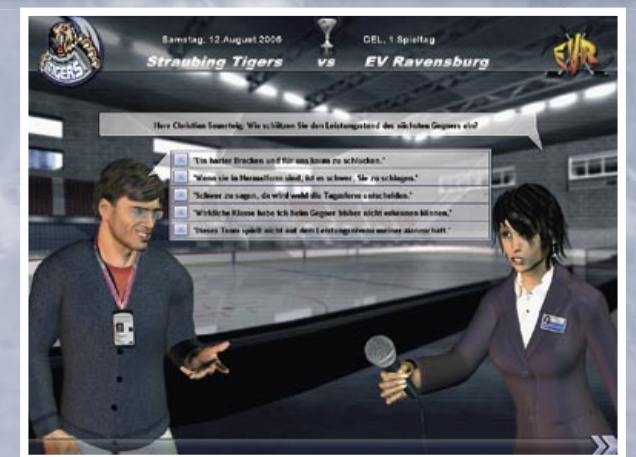 Samstag, 12.August 2006
DEL, 1.Spieltag
Straubing Tigers vs EV Ravensburg
TIGERS
EVR
Herr Christian Sauerteig: Wie schätzen Sie den Leistungsstand des nächsten Gegners ein?
"Ein harter Brocken und für uns kaum zu schlucken."
"Wenn sie in Normalform sind, ist es schwer, Sie zu schlagen."
"Schwer zu sagen, da wird wohl die Tagesform entscheiden."
"Wirkliche Klasse habe ich beim Gegner bisher nicht erkennen können."
"Dieses Team spielt nicht auf dem Leistungsniveau meiner Mannschaft."